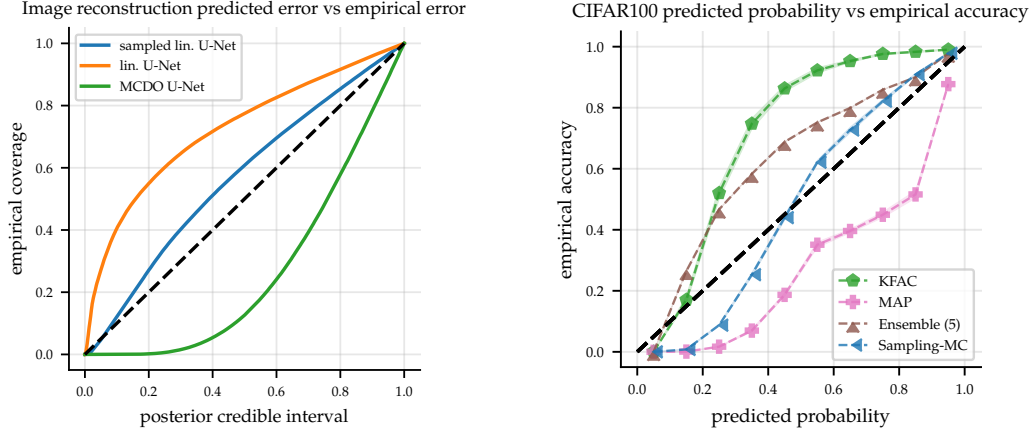 Image reconstruction predicted error vs empirical error
1.0
0.8
0.6
0.4
0.2
0.0
empirical coverage
sampled lin. U-Net
lin. U-Net
MCDO U-Net
0.0 0.2 0.4 0.6 0.8 1.0
posterior credible interval
CIFAR100 predicted probability vs empirical accuracy
1.0
0.8
0.6
0.4
0.2
0.0
empirical accuracy
KFAC
MAP
Ensemble (5)
Sampling-MC
0.0 0.2 0.4 0.6 0.8 1.0
predicted probability